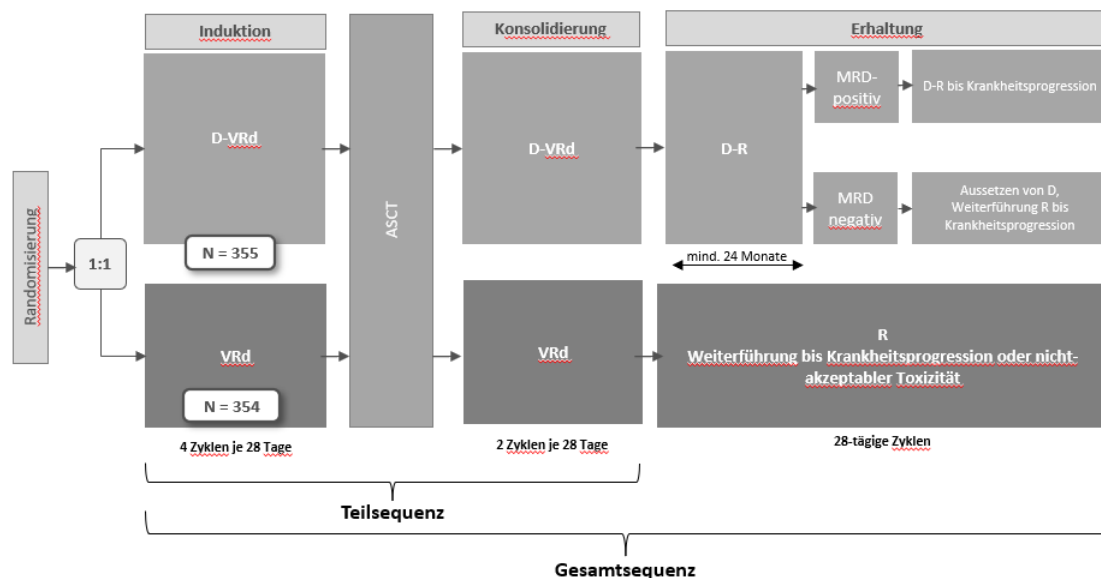 Induktion
Konsolidierung
Erhaltung
Randomisierung
1:1
D-VRd
N = 355
ASCT
D-VRd
D-R
mind. 24 Monate
MRD-
positiv
D-R bis Krankheitsprogression
MRD
negativ
Aussetzen von D,
Weiterführung R bis
Krankheitsprogression
VRd
N = 354
VRd
R
Weiterführung bis Krankheitsprogression oder nicht-
akzeptabler Toxizität
4 Zyklen je 28 Tage
2 Zyklen je 28 Tage
28-tägige Zyklen
Teilsequenz
Gesamtsequenz